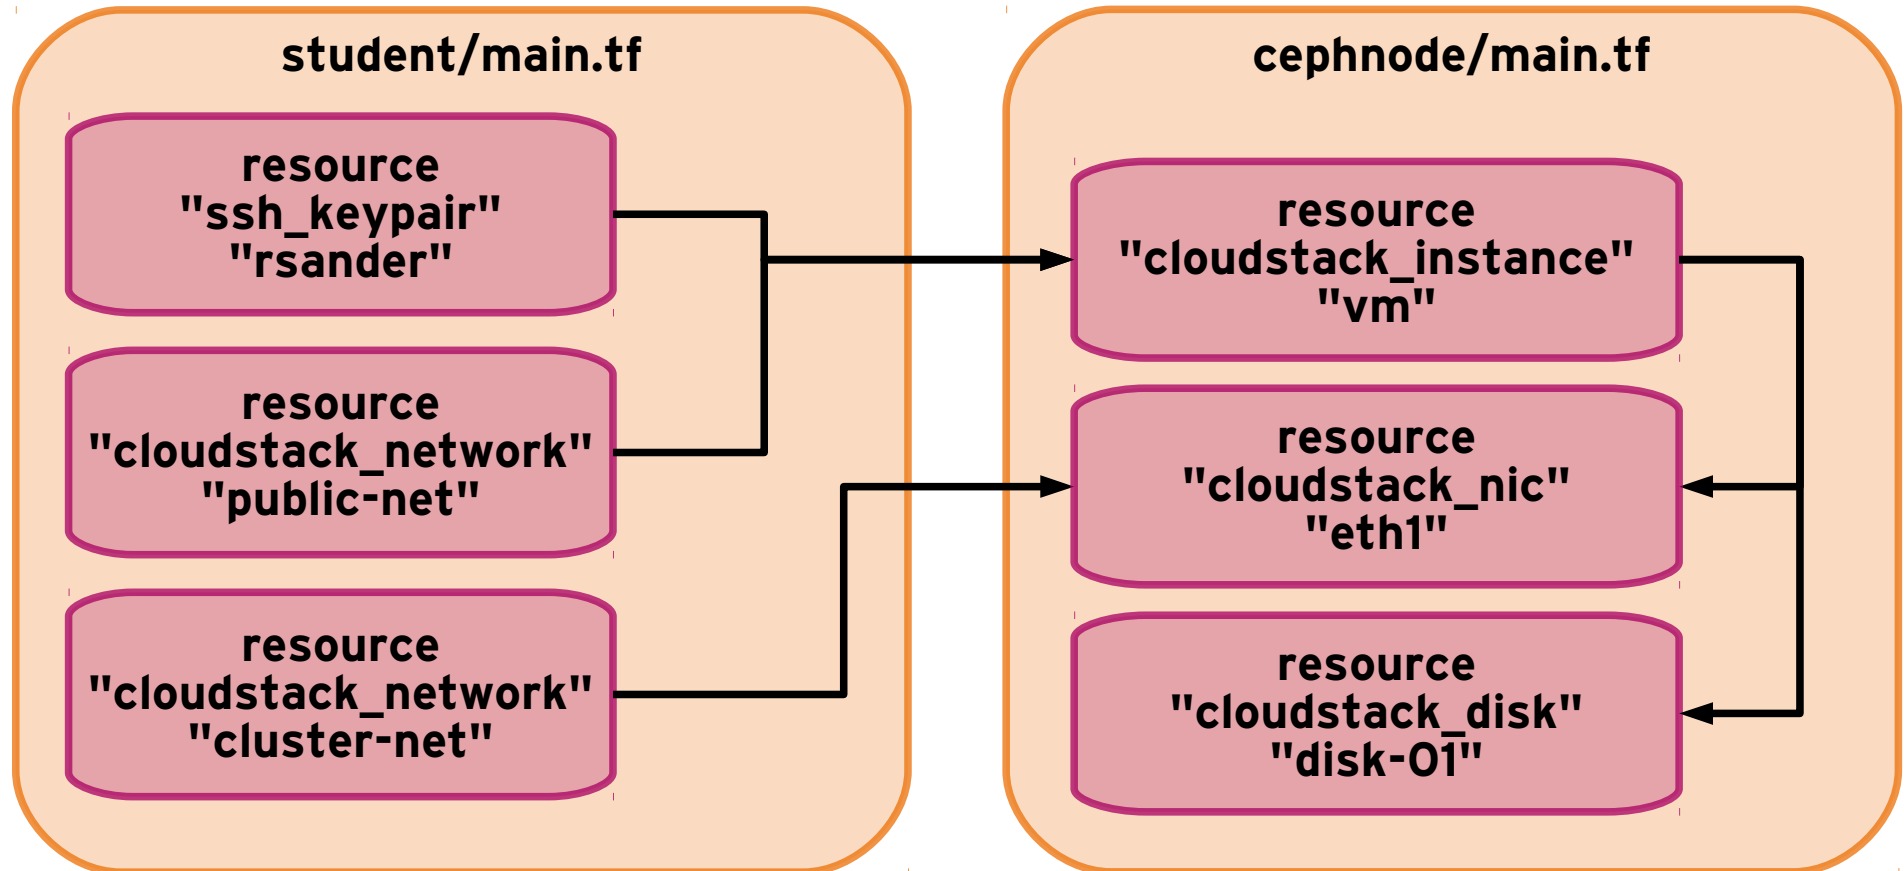 student/main.tf
resource
"ssh_keypair"
"rsander"
resource
"cloudstack_network"
"public-net"
resource
"cloudstack_network"
"cluster-net"
cephnode/main.tf
resource
"cloudstack_instance"
"vm"
resource
"cloudstack_nic"
"eth1"
resource
"cloudstack_disk"
"disk-01"